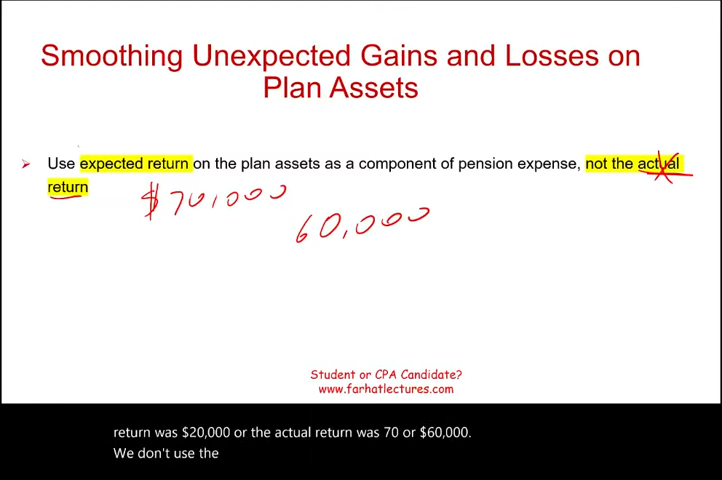 Smoothing Unexpected Gains and Losses on
Plan Assets
Use expected return on the plan assets as a component of pension expense, not the actual
return
$70,000
60,000
Student or CPA Candidate?
www.farhatlectures.com
return was $20,000 or the actual return was 70 or $60,000.
We don't use the